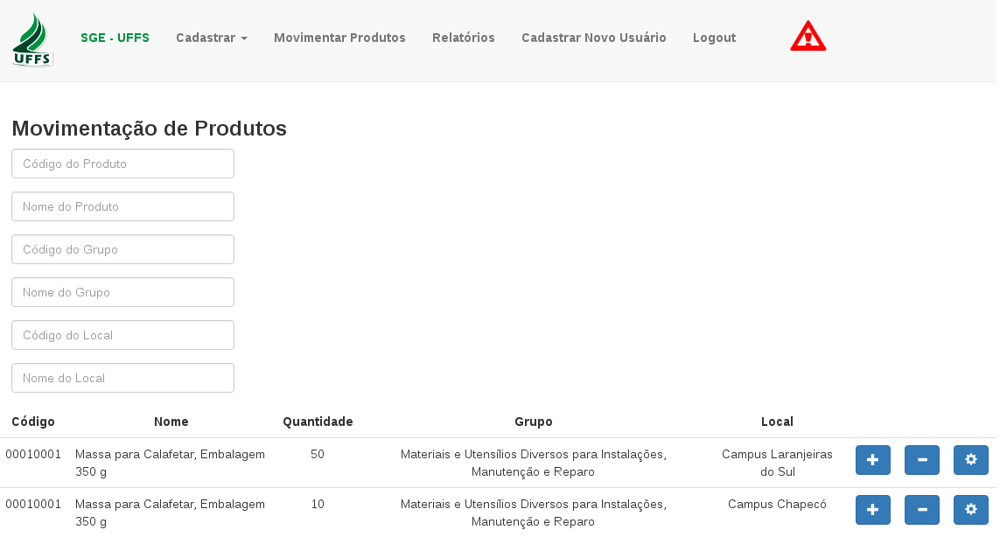 UFFS
SGE - UFFS Cadastrar Movimentar Produtos Relatórios Cadastrar Novo Usuário Logout
Movimentação de Produtos
Código do Produto
Nome do Produto
Código do Grupo
Nome do Grupo
Código do Local
Nome do Local
Código Nome Quantidade Grupo Local
00010001 Massa para Calafetar, Embalagem 50 Materiais e Utensílios Diversos para Instalações, Campus Laranjeiras
350 g Manutenção e Reparo do Sul
00010001 Massa para Calafetar, Embalagem 10 Materiais e Utensílios Diversos para Instalações, Campus Chapecó
350 g Manutenção e Reparo